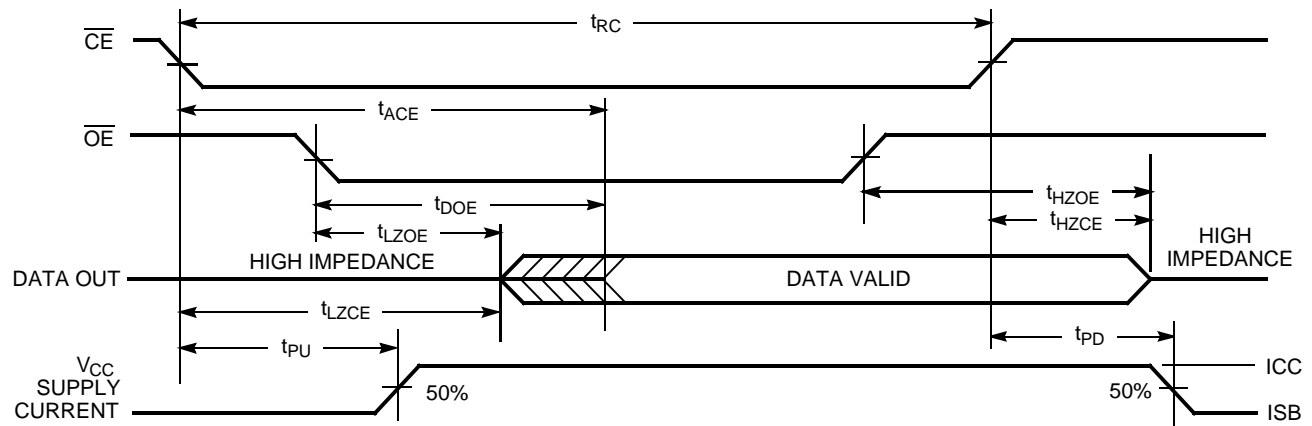 tRC
CE
tACE
OE
tDOE
tHZOE
tLZOE
tHZCE
HIGH IMPEDANCE
HIGH
IMPEDANCE
DATA OUT
DATA VALID
tLZCE
tPU
tPD
VCC
SUPPLY
CURRENT
50%
50%
ICC
ISB